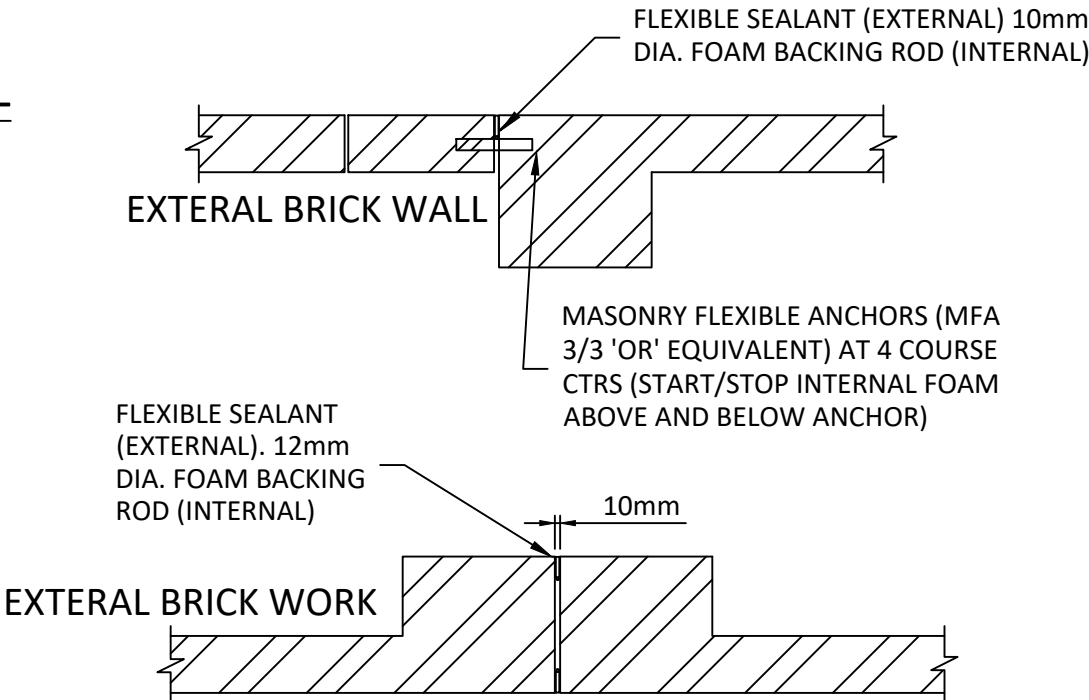 FLEXIBLE SEALANT (EXTERNAL) 10mm
DIA. FOAM BACKING ROD (INTERNAL)
EXTERAL BRICK WALL
MASONRY FLEXIBLE ANCHORS (MFA
3/3 'OR' EQUIVALENT) AT 4 COURSE
CTRS (START/STOP INTERNAL FOAM
ABOVE AND BELOW ANCHOR)
FLEXIBLE SEALANT
(EXTERNAL). 12mm
DIA. FOAM BACKING
ROD (INTERNAL)
10mm
EXTERAL BRICK WORK